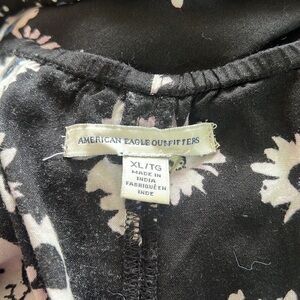 AMERICAN EAGLE OUTFITTERS
XL/TG
MADE IN
INDIA
FABRIQUÉ EN
INDE